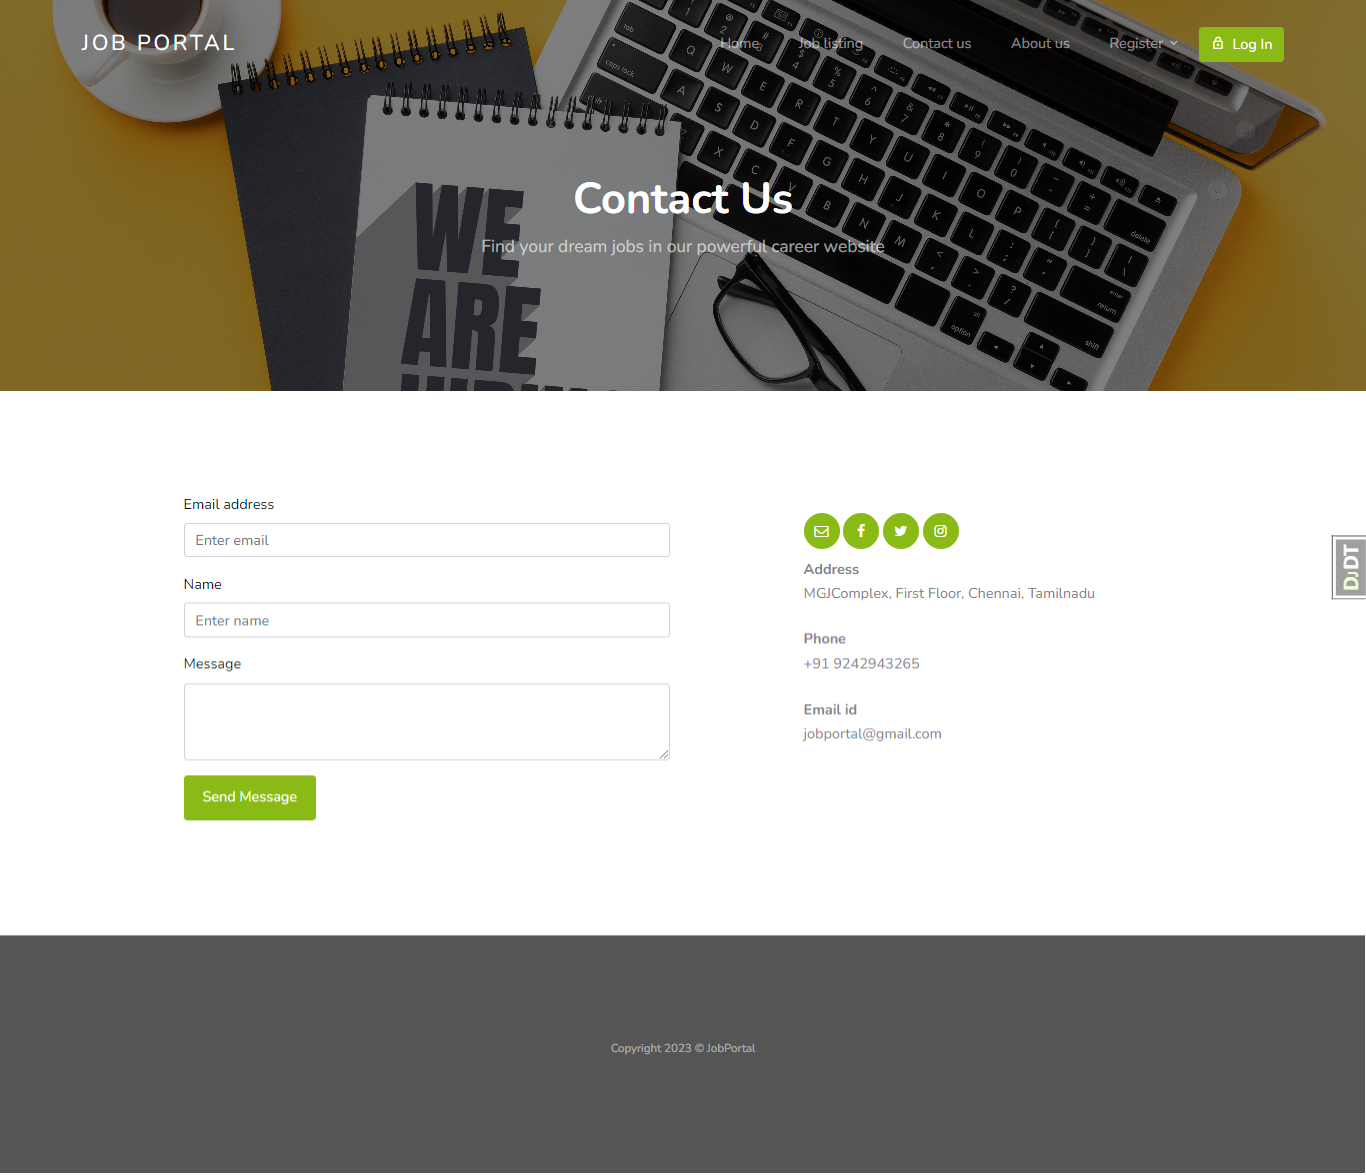 JOB PORTAL
Home
Job listing
Contact us
About us
Register
Log In
WE
ARE
Contact Us
Find your dream jobs in our powerful career website
Email address
Enter email
Name
Enter name
Message
Send Message
Address
MGJComplex, First Floor, Chennai, Tamilnadu
Phone
+91 9242943265
Email id
jobportal@gmail.com
DJDT
Copyright 2023 © JobPortal